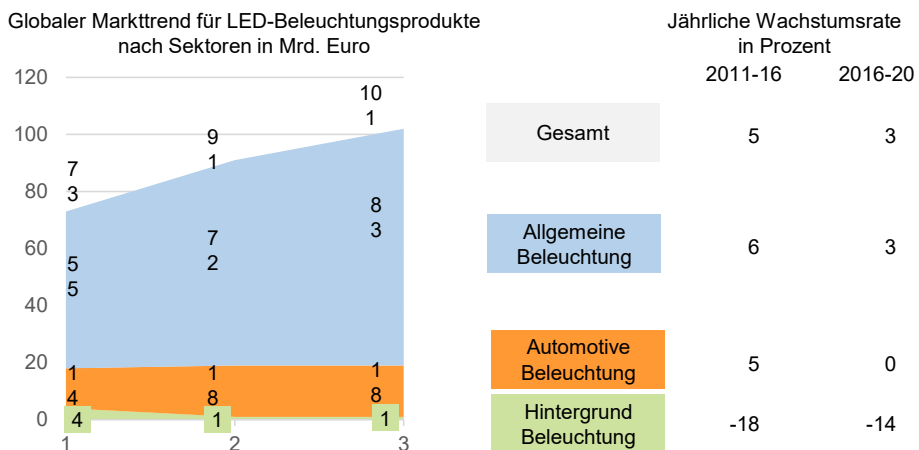 Globaler Markttrend für LED-Beleuchtungsprodukte
nach Sektoren in Mrd. Euro
Jährliche Wachstumsrate
in Prozent
2011-16 2016-20
120
100
80
60
40
20
0
1 2 3
7
3
9
1
10
1
5
5
7
2
8
3
1
4
1
8
1
8
4
1
1
Gesamt 5 3
Allgemeine
Beleuchtung
6 3
Automotive
Beleuchtung
5 0
Hintergrund
Beleuchtung
-18 -14